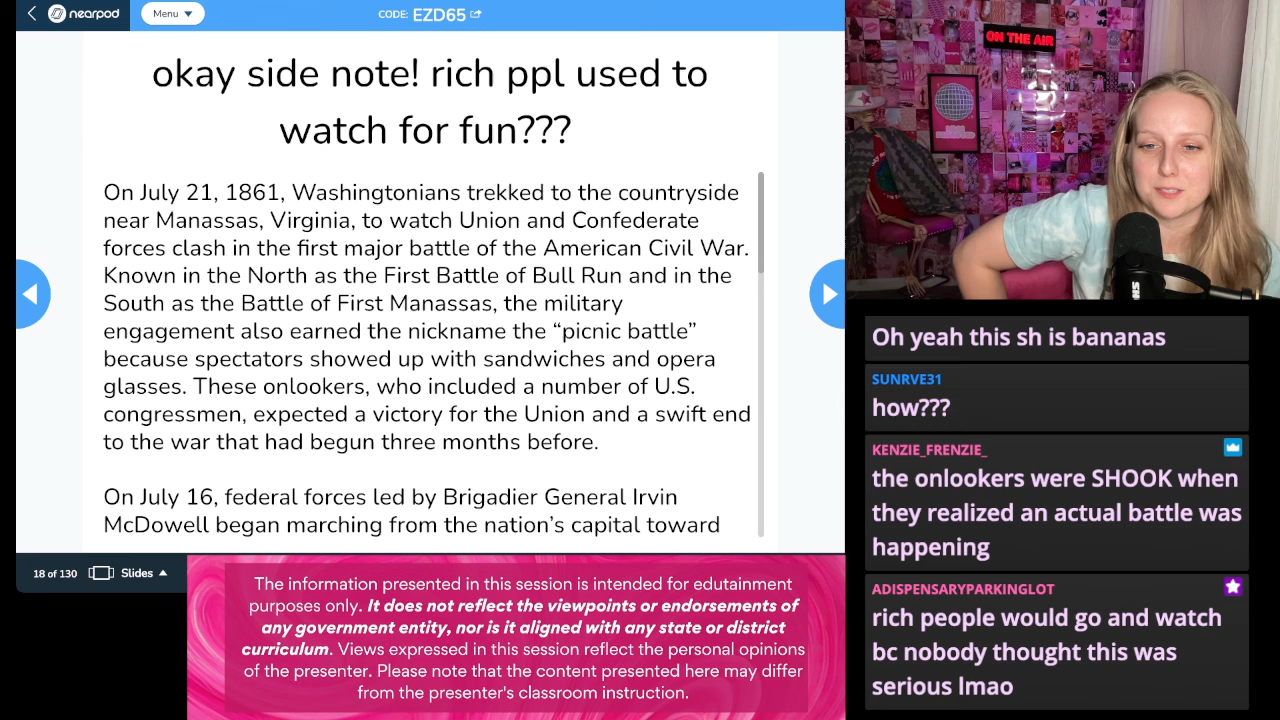 nearpod
Menu
CODE: EZD65
okay side note! rich ppl used to
watch for fun???
On July 21, 1861, Washingtonians trekked to the countryside
near Manassas, Virginia, to watch Union and Confederate
forces clash in the first major battle of the American Civil War.
Known in the North as the First Battle of Bull Run and in the
South as the Battle of First Manassas, the military
engagement also earned the nickname the “picnic battle”
because spectators showed up with sandwiches and opera
glasses. These onlookers, who included a number of U.S.
congressmen, expected a victory for the Union and a swift end
to the war that had begun three months before.
On July 16, federal forces led by Brigadier General Irvin
McDowell began marching from the nation’s capital toward
18 of 130
Slides
The information presented in this session is intended for edutainment
purposes only. It does not reflect the viewpoints or endorsements of
any government entity, nor is it aligned with any state or district
curriculum. Views expressed in this session reflect the personal opinions
of the presenter. Please note that the content presented here may differ
from the presenter's classroom instruction.
ON THE AIR
Oh yeah this sh is bananas
SUNRVE31
how???
KENZIE_FRENZIE_
the onlookers were SHOOK when
they realized an actual battle was
happening
ADISPENSARYPARKINGLOT
rich people would go and watch
bc nobody thought this was
serious lmao